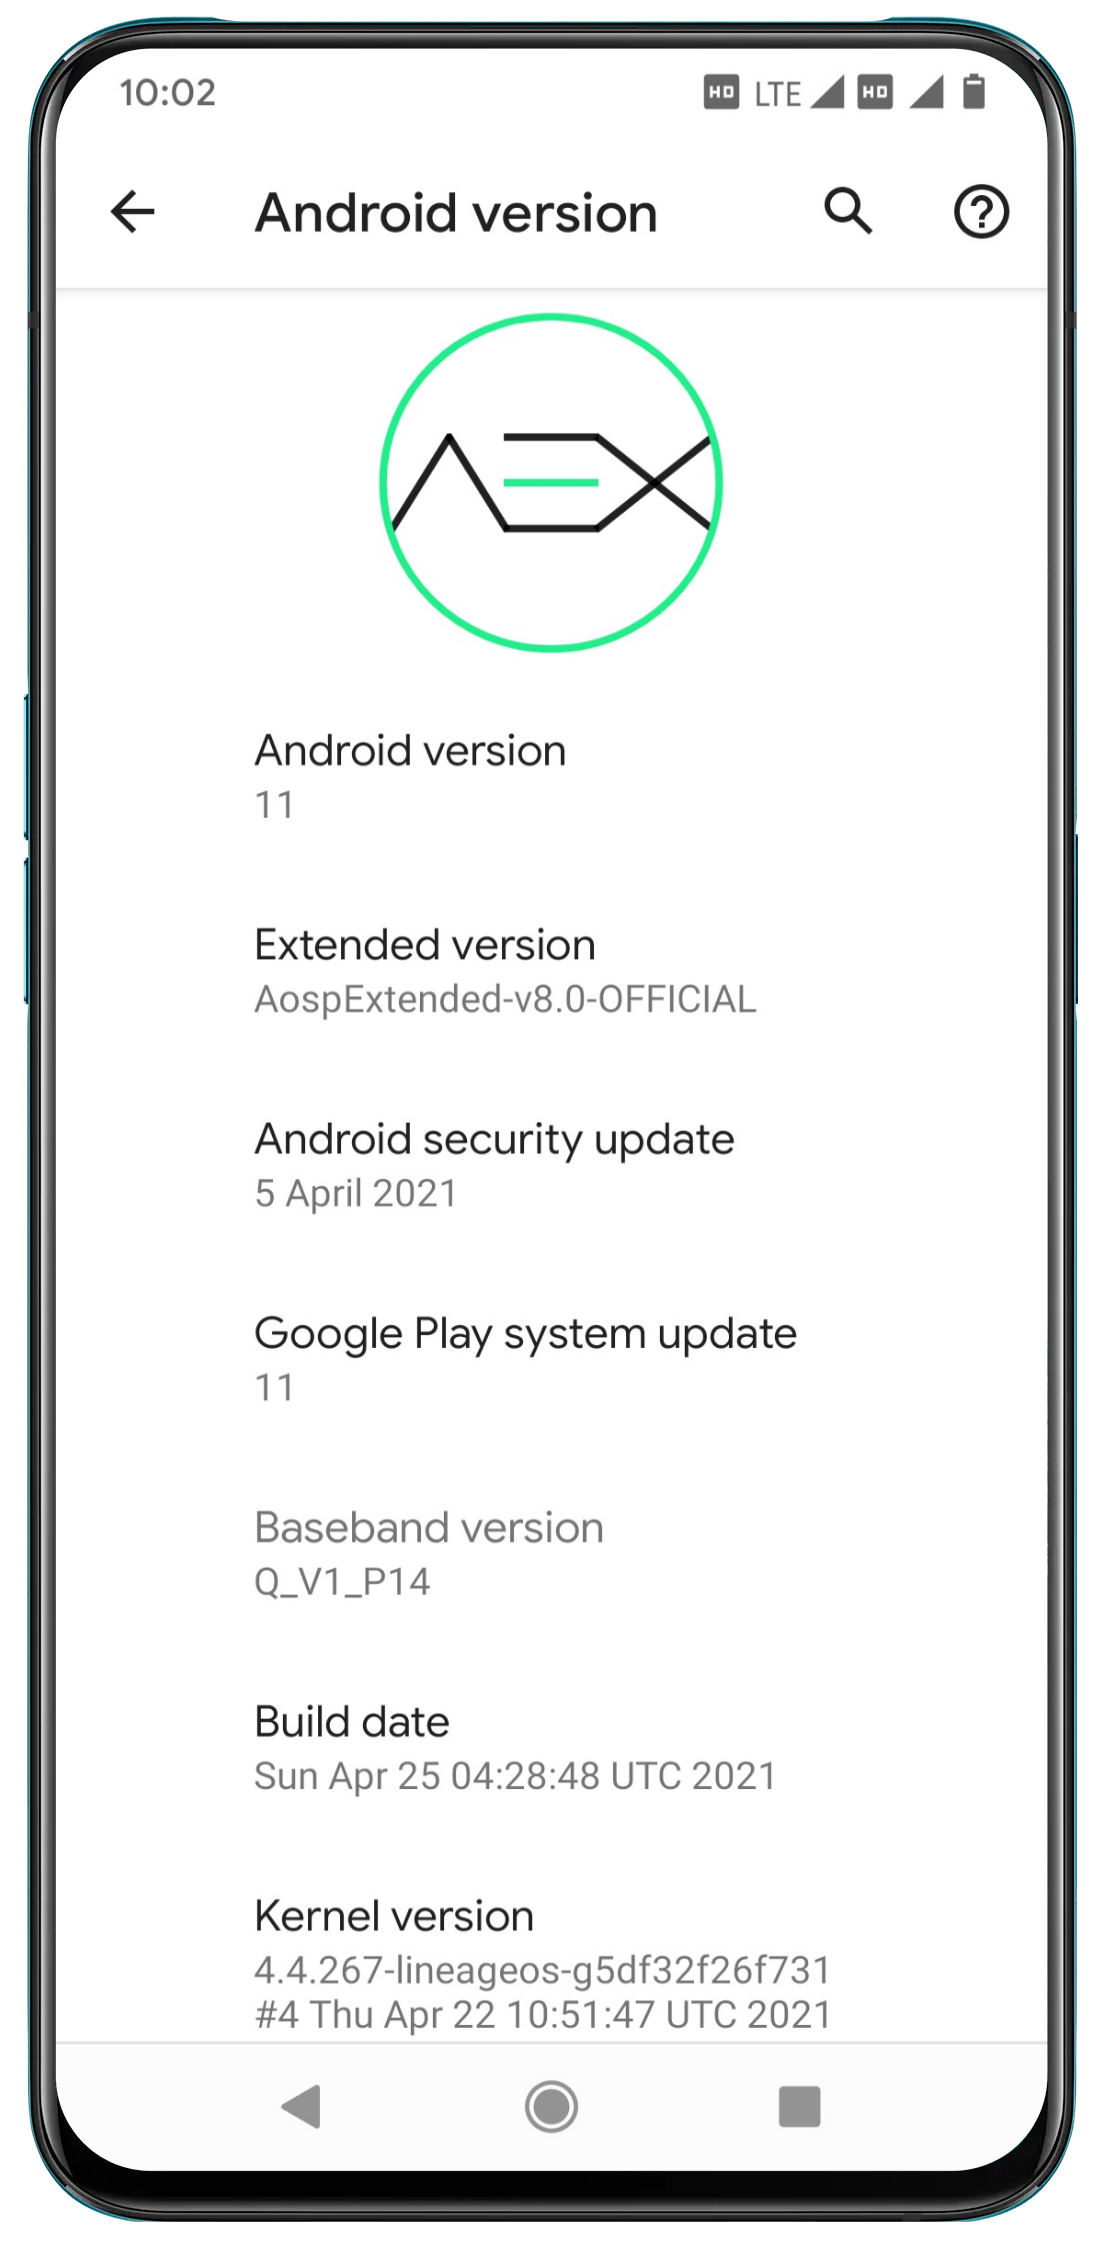 10:02
HD LTE HD
Android version
AEX
Android version
11
Extended version
AospExtended-v8.0-OFFICIAL
Android security update
5 April 2021
Google Play system update
11
Baseband version
Q_V1_P14
Build date
Sun Apr 25 04:28:48 UTC 2021
Kernel version
4.4.267-lineageos-g5df32f26f731
#4 Thu Apr 22 10:51:47 UTC 2021